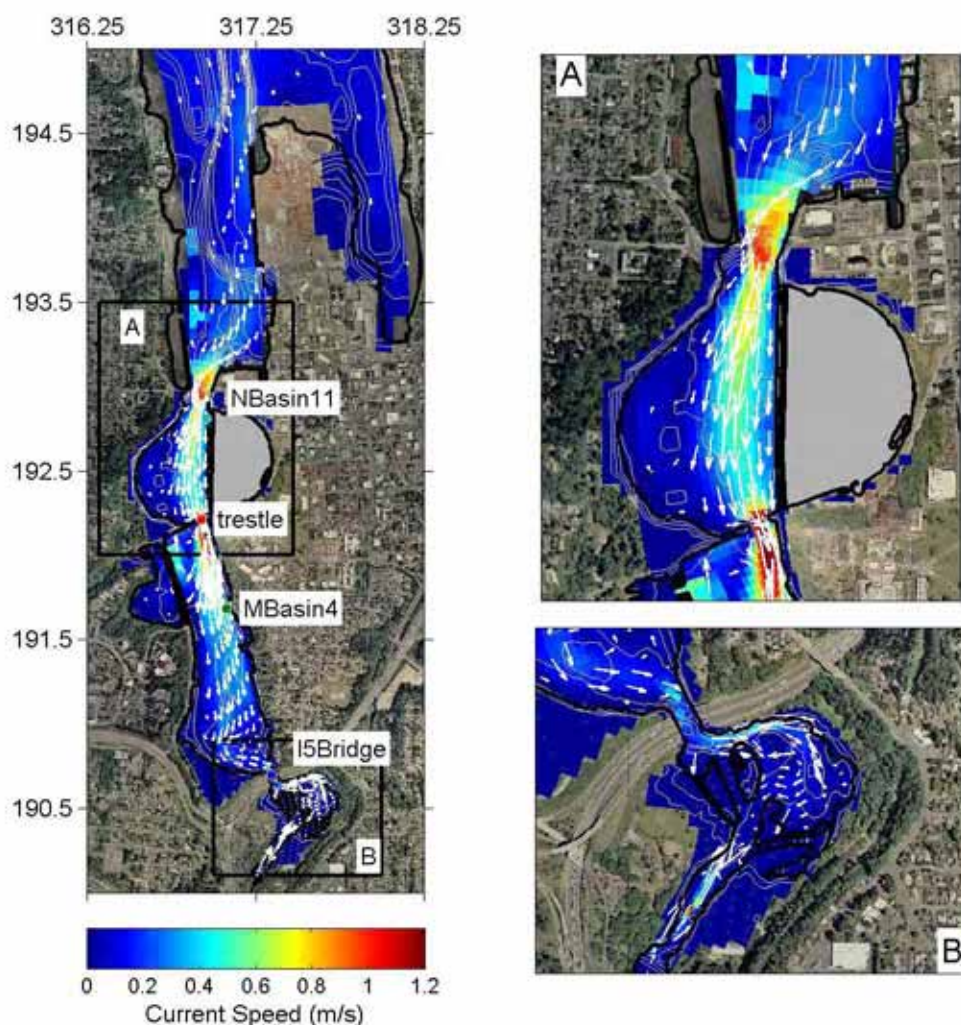 316.25 317.25 318.25
194.5
193.5
A
NBasin11
192.5
trestle
MBasin4
191.5
I5Bridge
190.5
B
0 0.2 0.4 0.6 0.8 1 1.2
Current Speed (m/s)
A
B